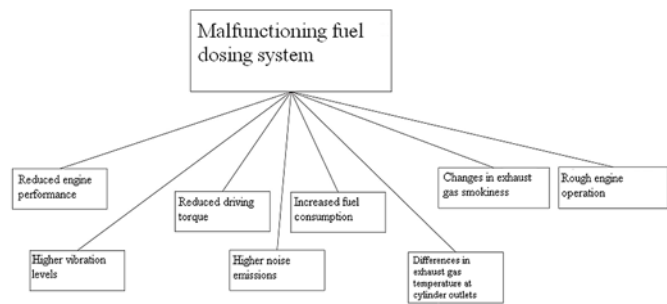 Malfunctioning fuel
dosing system
Reduced engine
performance
Reduced driving
torque
Increased fuel
consumption
Changes in exhaust
gas smokiness
Rough engine
operation
Higher vibration
levels
Higher noise
emissions
Differences in
exhaust gas
temperature at
cylinder outlets